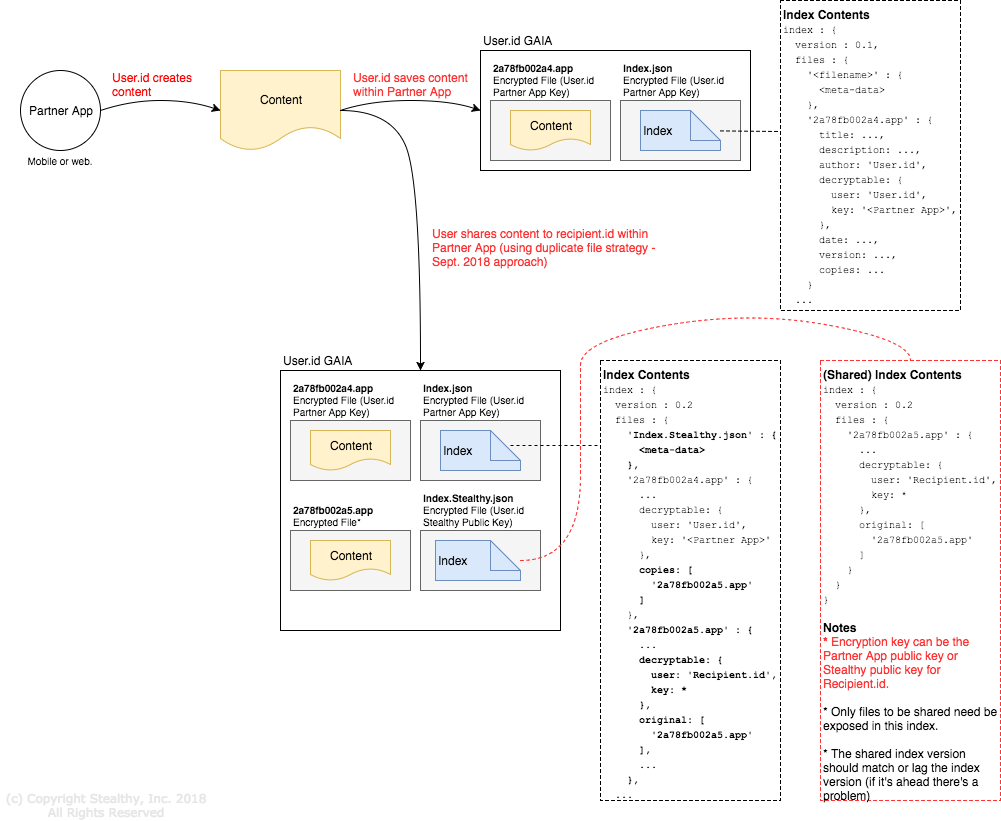 Partner App
Mobile or web.
User.id creates
content
Content
User.id saves content
within Partner App
User.id GAIA
2a78fb002a4.app
Encrypted File (User.id
Partner App Key)
Content
Index.json
Encrypted File (User.id
Partner App Key)
Index
Index Contents
index : {
version : 0.1,
files : {
'<filename>' : {
<meta-data>
},
'2a78fb002a4.app' : {
title: ...,
description: ...,
author: 'User.id',
decryptable: {
user: 'User.id',
key: '<Partner App>',
},
date: ...,
version: ...,
copies: ...
}
...
User shares content to recipient.id within
Partner App (using duplicate file strategy -
Sept. 2018 approach)
User.id GAIA
2a78fb002a4.app
Encrypted File (User.id
Partner App Key)
Content
Index.json
Encrypted File (User.id
Partner App Key)
Index
2a78fb002a5.app
Encrypted File*
Content
Index.Stealthy.json
Encrypted File (User.id
Stealthy Public Key)
Index
Index Contents
index : {
version : 0.2
files : {
'Index.Stealthy.json' : {
<meta-data>
},
'2a78fb002a4.app' : {
...
decryptable: {
user: 'User.id',
key: '<Partner App>'
},
copies: [
'2a78fb002a5.app'
]
},
'2a78fb002a5.app' : {
...
decryptable: {
user: 'Recipient.id',
key: *
},
original: [
'2a78fb002a5.app'
],
...
},
...
(Shared) Index Contents
index : {
version : 0.2
files : {
'2a78fb002a5.app' : {
...
decryptable: {
user: 'Recipient.id',
key: *
},
original: [
'2a78fb002a5.app'
]
}
}
}
Notes
* Encryption key can be the
Partner App public key or
Stealthy public key for
Recipient.id.
* Only files to be shared need be
exposed in this index.
* The shared index version
should match or lag the index
version (if it's ahead there's a
problem)
(c) Copyright Stealthy, Inc. 2018
All Rights Reserved